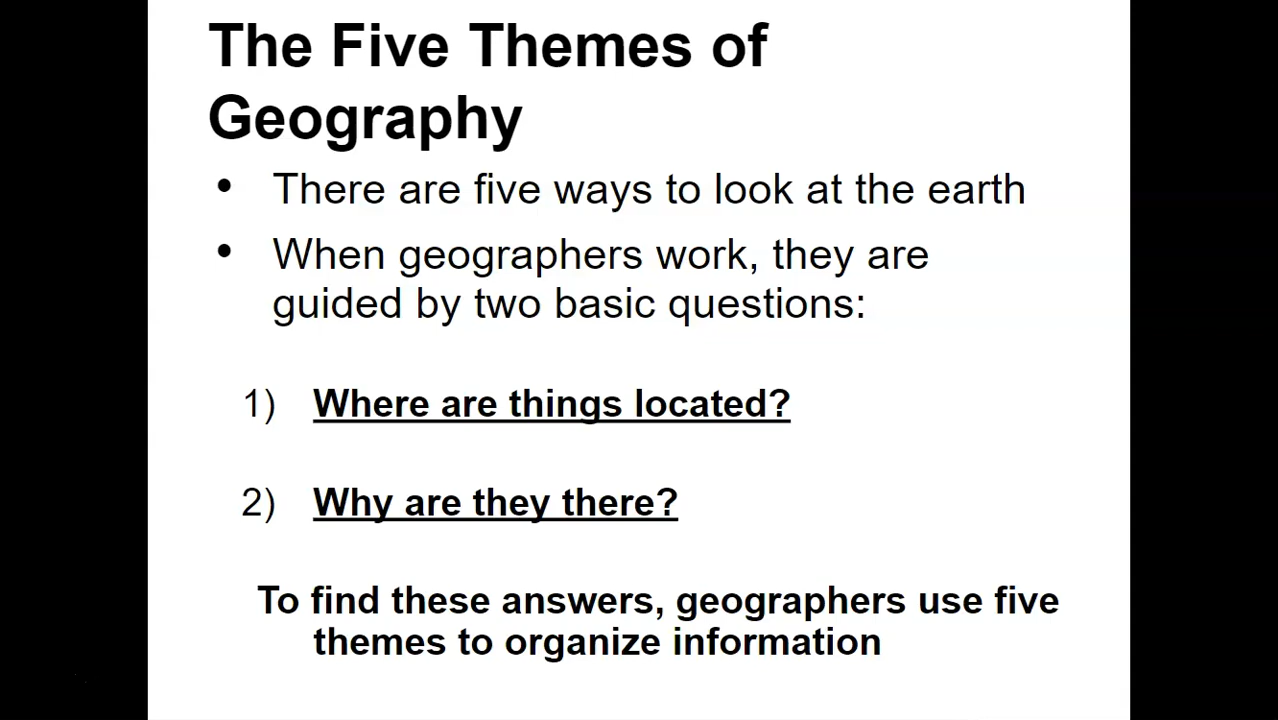 The Five Themes of
Geography
• There are five ways to look at the earth
• When geographers work, they are
guided by two basic questions:
1) Where are things located?
2) Why are they there?
To find these answers, geographers use five
themes to organize information